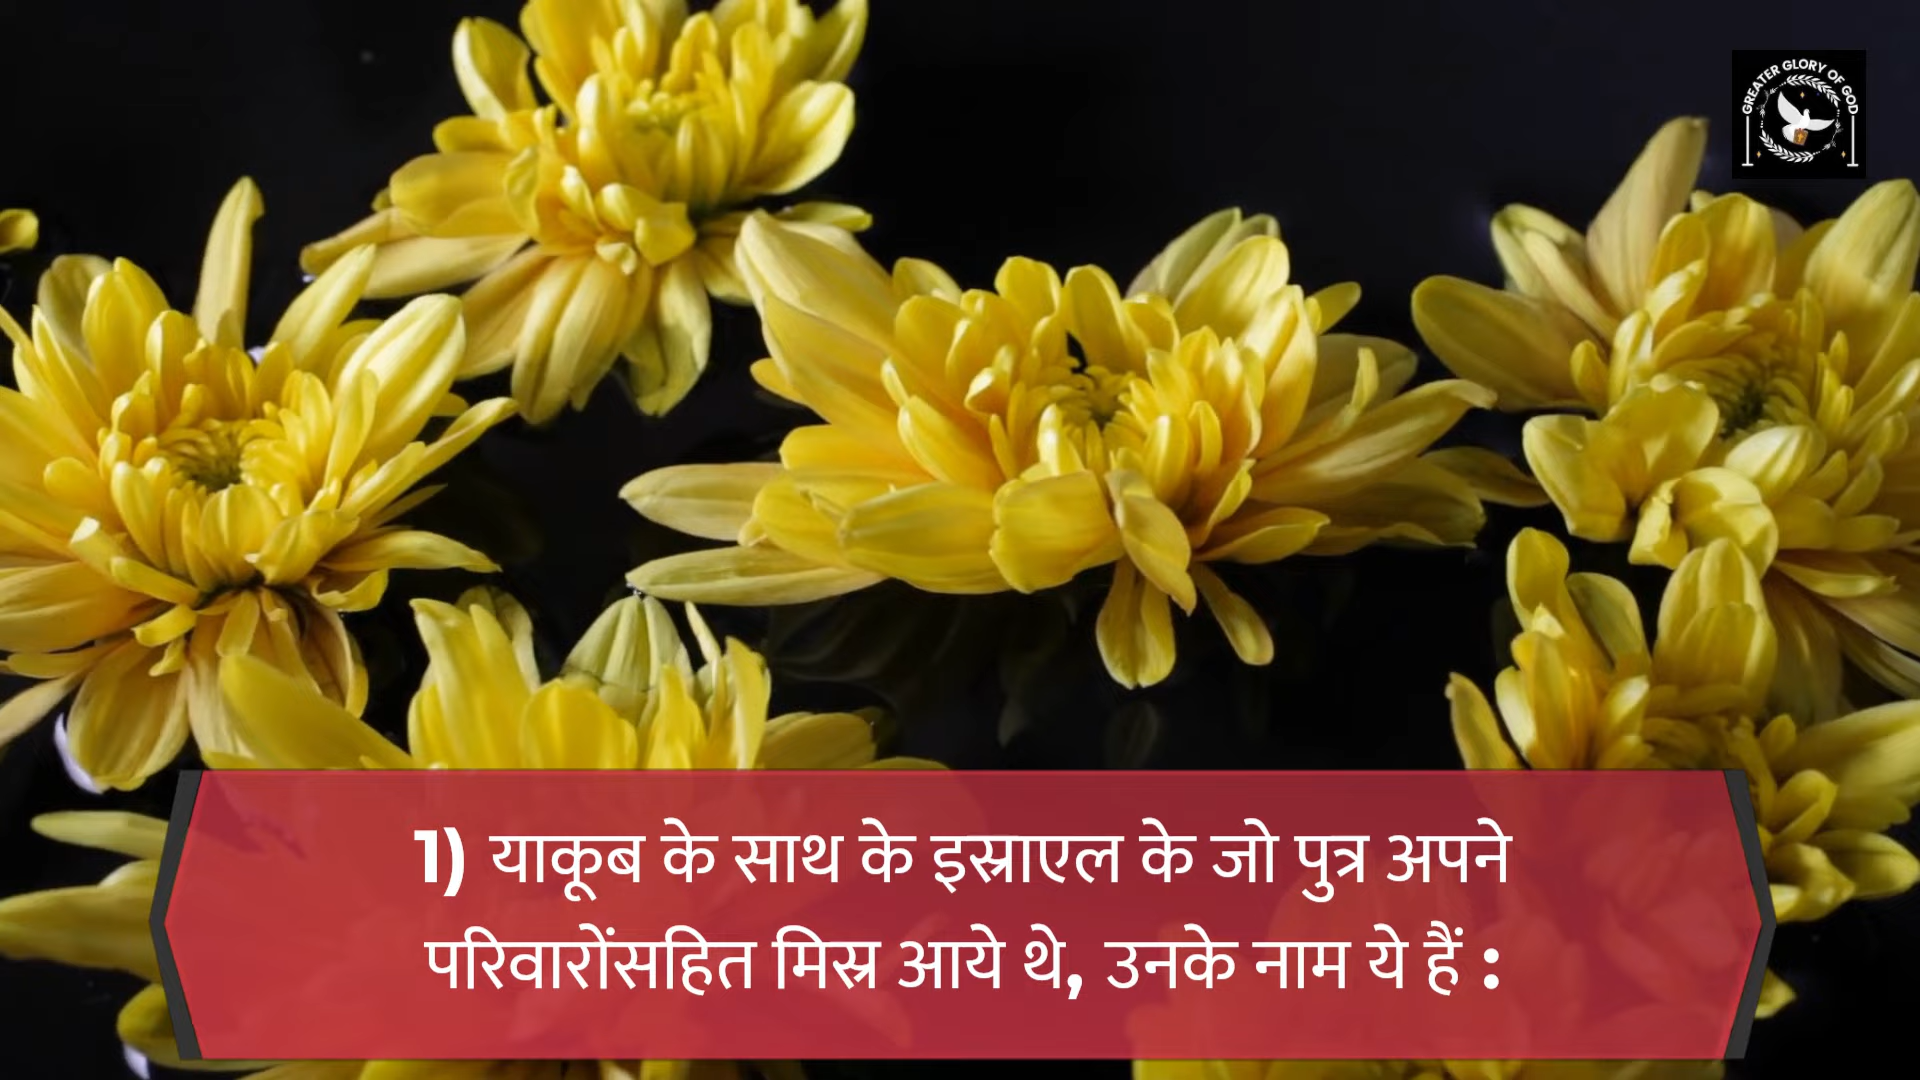 GREATER GLORY OF GOD
1) याकूब के साथ के इस्राएल के जो पुत्र अपने
परिवारोंसहित मिस्र आये थे, उनके नाम ये हैं :